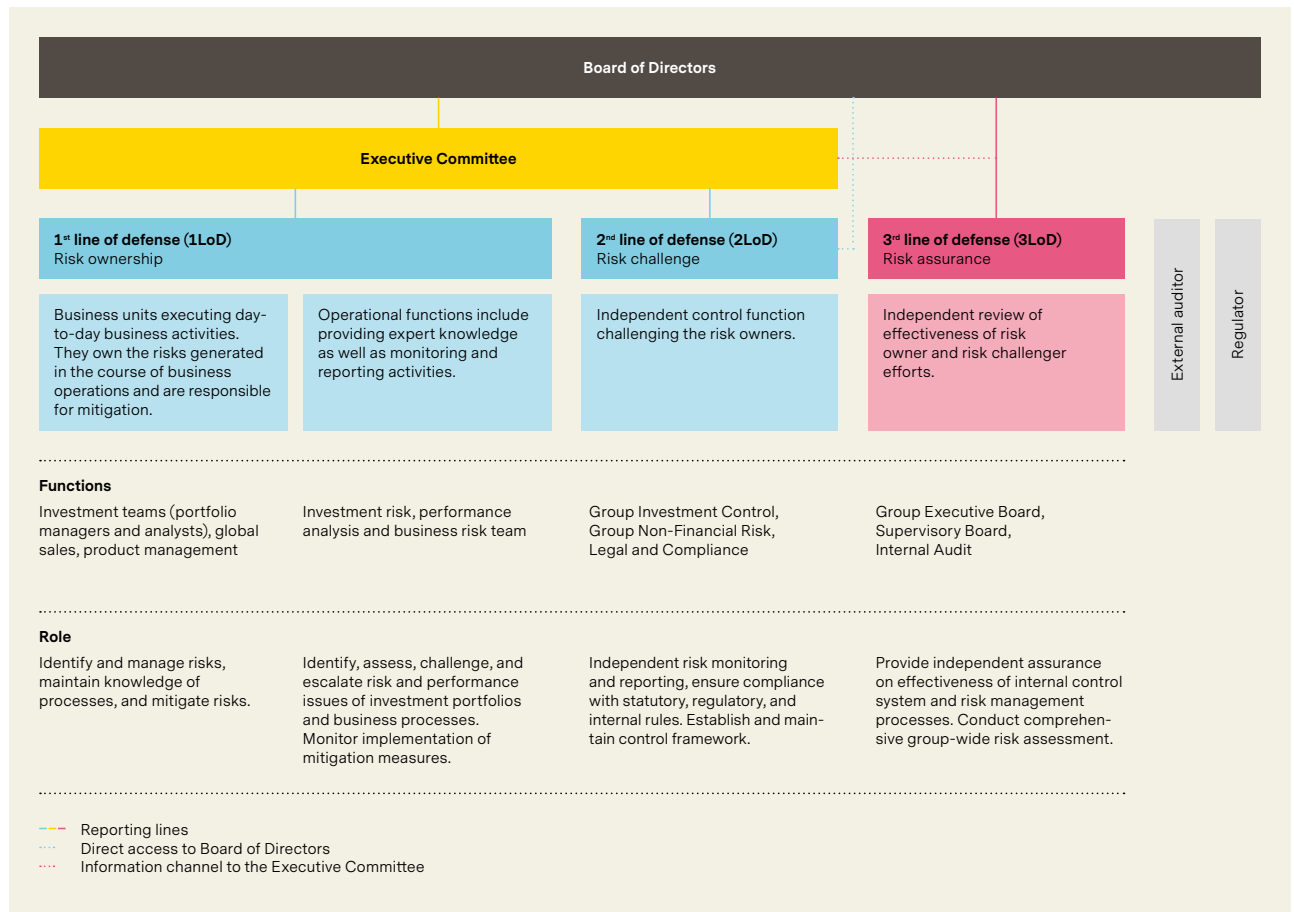 Board of Directors
Executive Committee
1st line of defense (1LoD)
Risk ownership
2nd line of defense (2LoD)
Risk challenge
3rd line of defense (3LoD)
Risk assurance
Business units executing day-
to-day business activities.
They own the risks generated
in the course of business
operations and are responsible
for mitigation.
Operational functions include
providing expert knowledge
as well as monitoring and
reporting activities.
Independent control function
challenging the risk owners.
Independent review of
effectiveness of risk
owner and risk challenger
efforts.
External auditor
Regulator
Functions
Investment teams (portfolio
managers and analysts), global
sales, product management
Investment risk, performance
analysis and business risk team
Group Investment Control,
Group Non-Financial Risk,
Legal and Compliance
Group Executive Board,
Supervisory Board,
Internal Audit
Role
Identify and manage risks,
maintain knowledge of
processes, and mitigate risks.
Identify, assess, challenge, and
escalate risk and performance
issues of investment portfolios
and business processes.
Monitor implementation of
mitigation measures.
Independent risk monitoring
and reporting, ensure compliance
with statutory, regulatory, and
internal rules. Establish and main-
tain control framework.
Provide independent assurance
on effectiveness of internal control
system and risk management
processes. Conduct comprehen-
sive group-wide risk assessment.
Reporting lines
Direct access to Board of Directors
Information channel to the Executive Committee